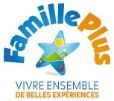 Famille Plus
VIVRE ENSEMBLE
DE BELLES EXPÉRIENCES